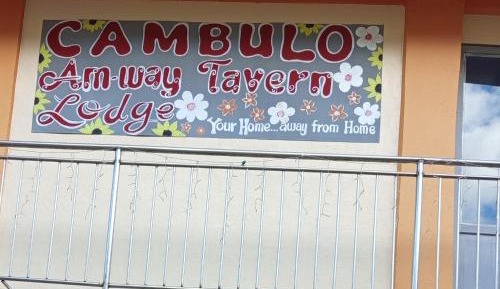 CAMBULO
Am-way Tavern
Lodge
Your Home...away from Home